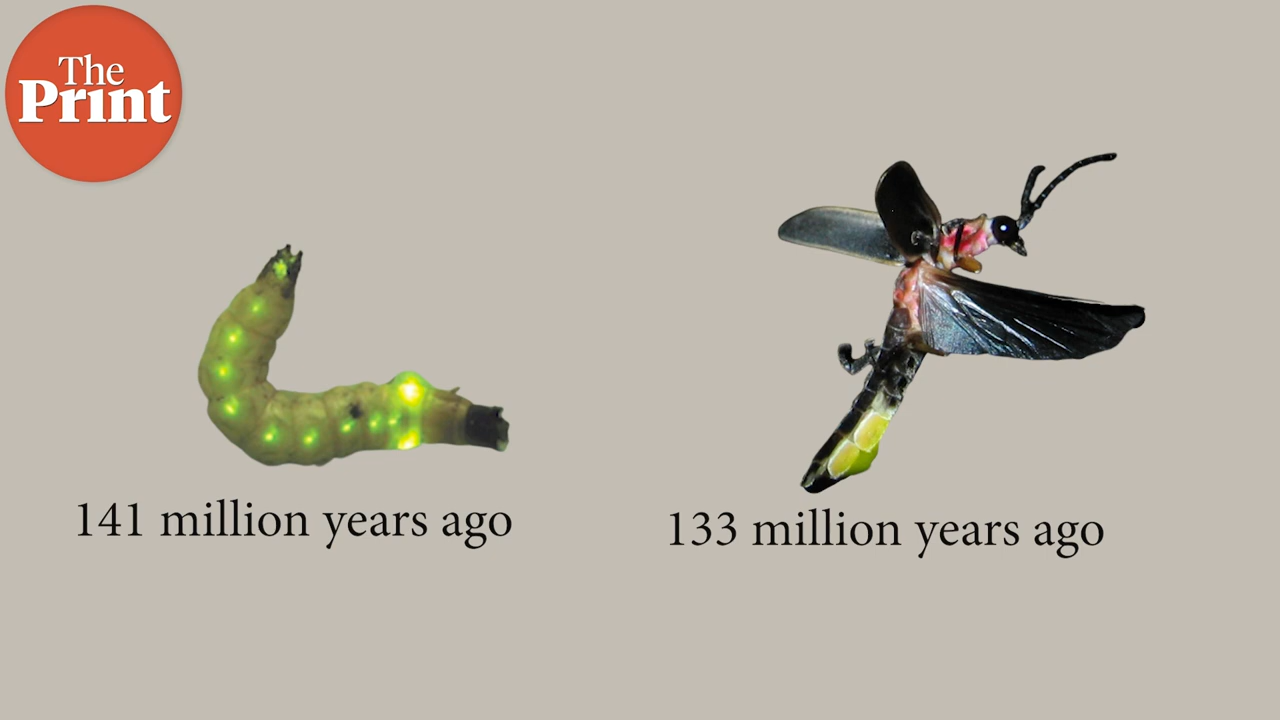 The
Print
141 million years ago
133 million years ago